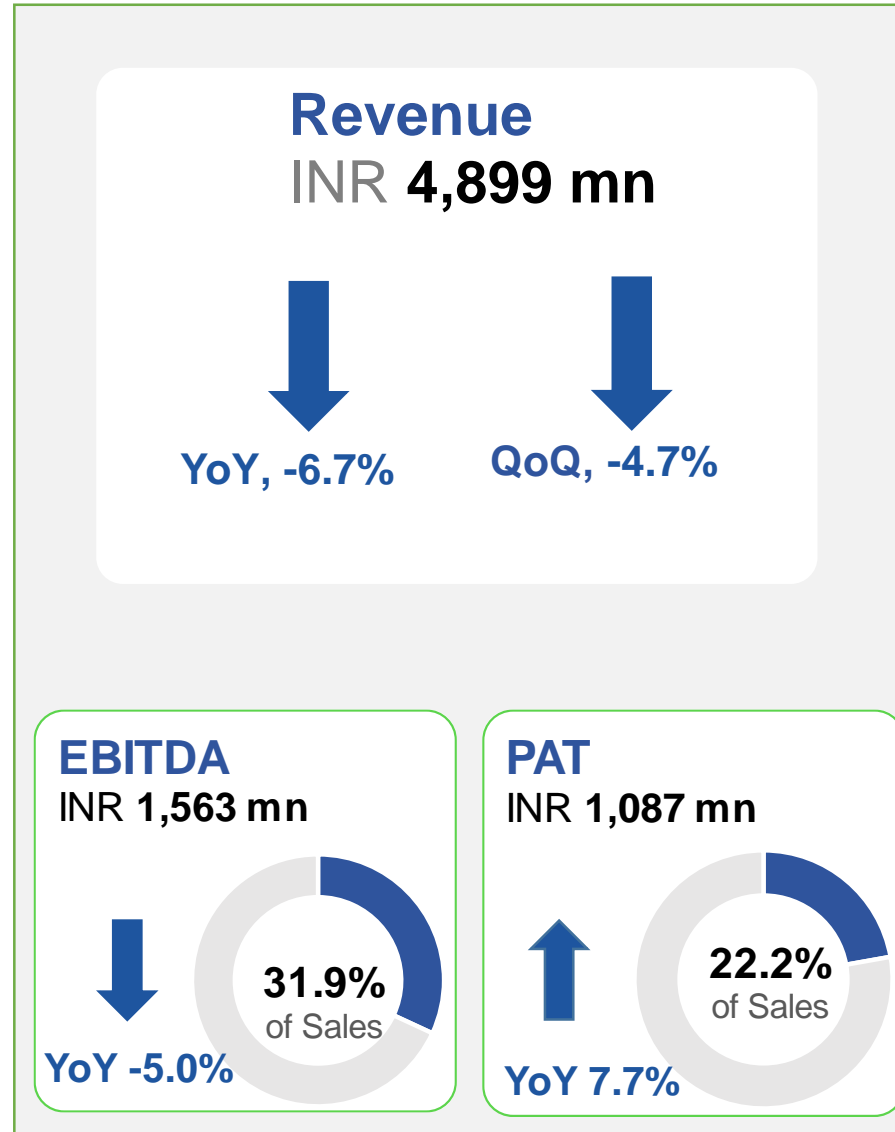 Revenue
INR 4,899 mn
YoY, -6.7%
QoQ, -4.7%
EBITDA
INR 1,563 mn
31.9%
of Sales
YoY -5.0%
PAT
INR 1,087 mn
22.2%
of Sales
YoY 7.7%